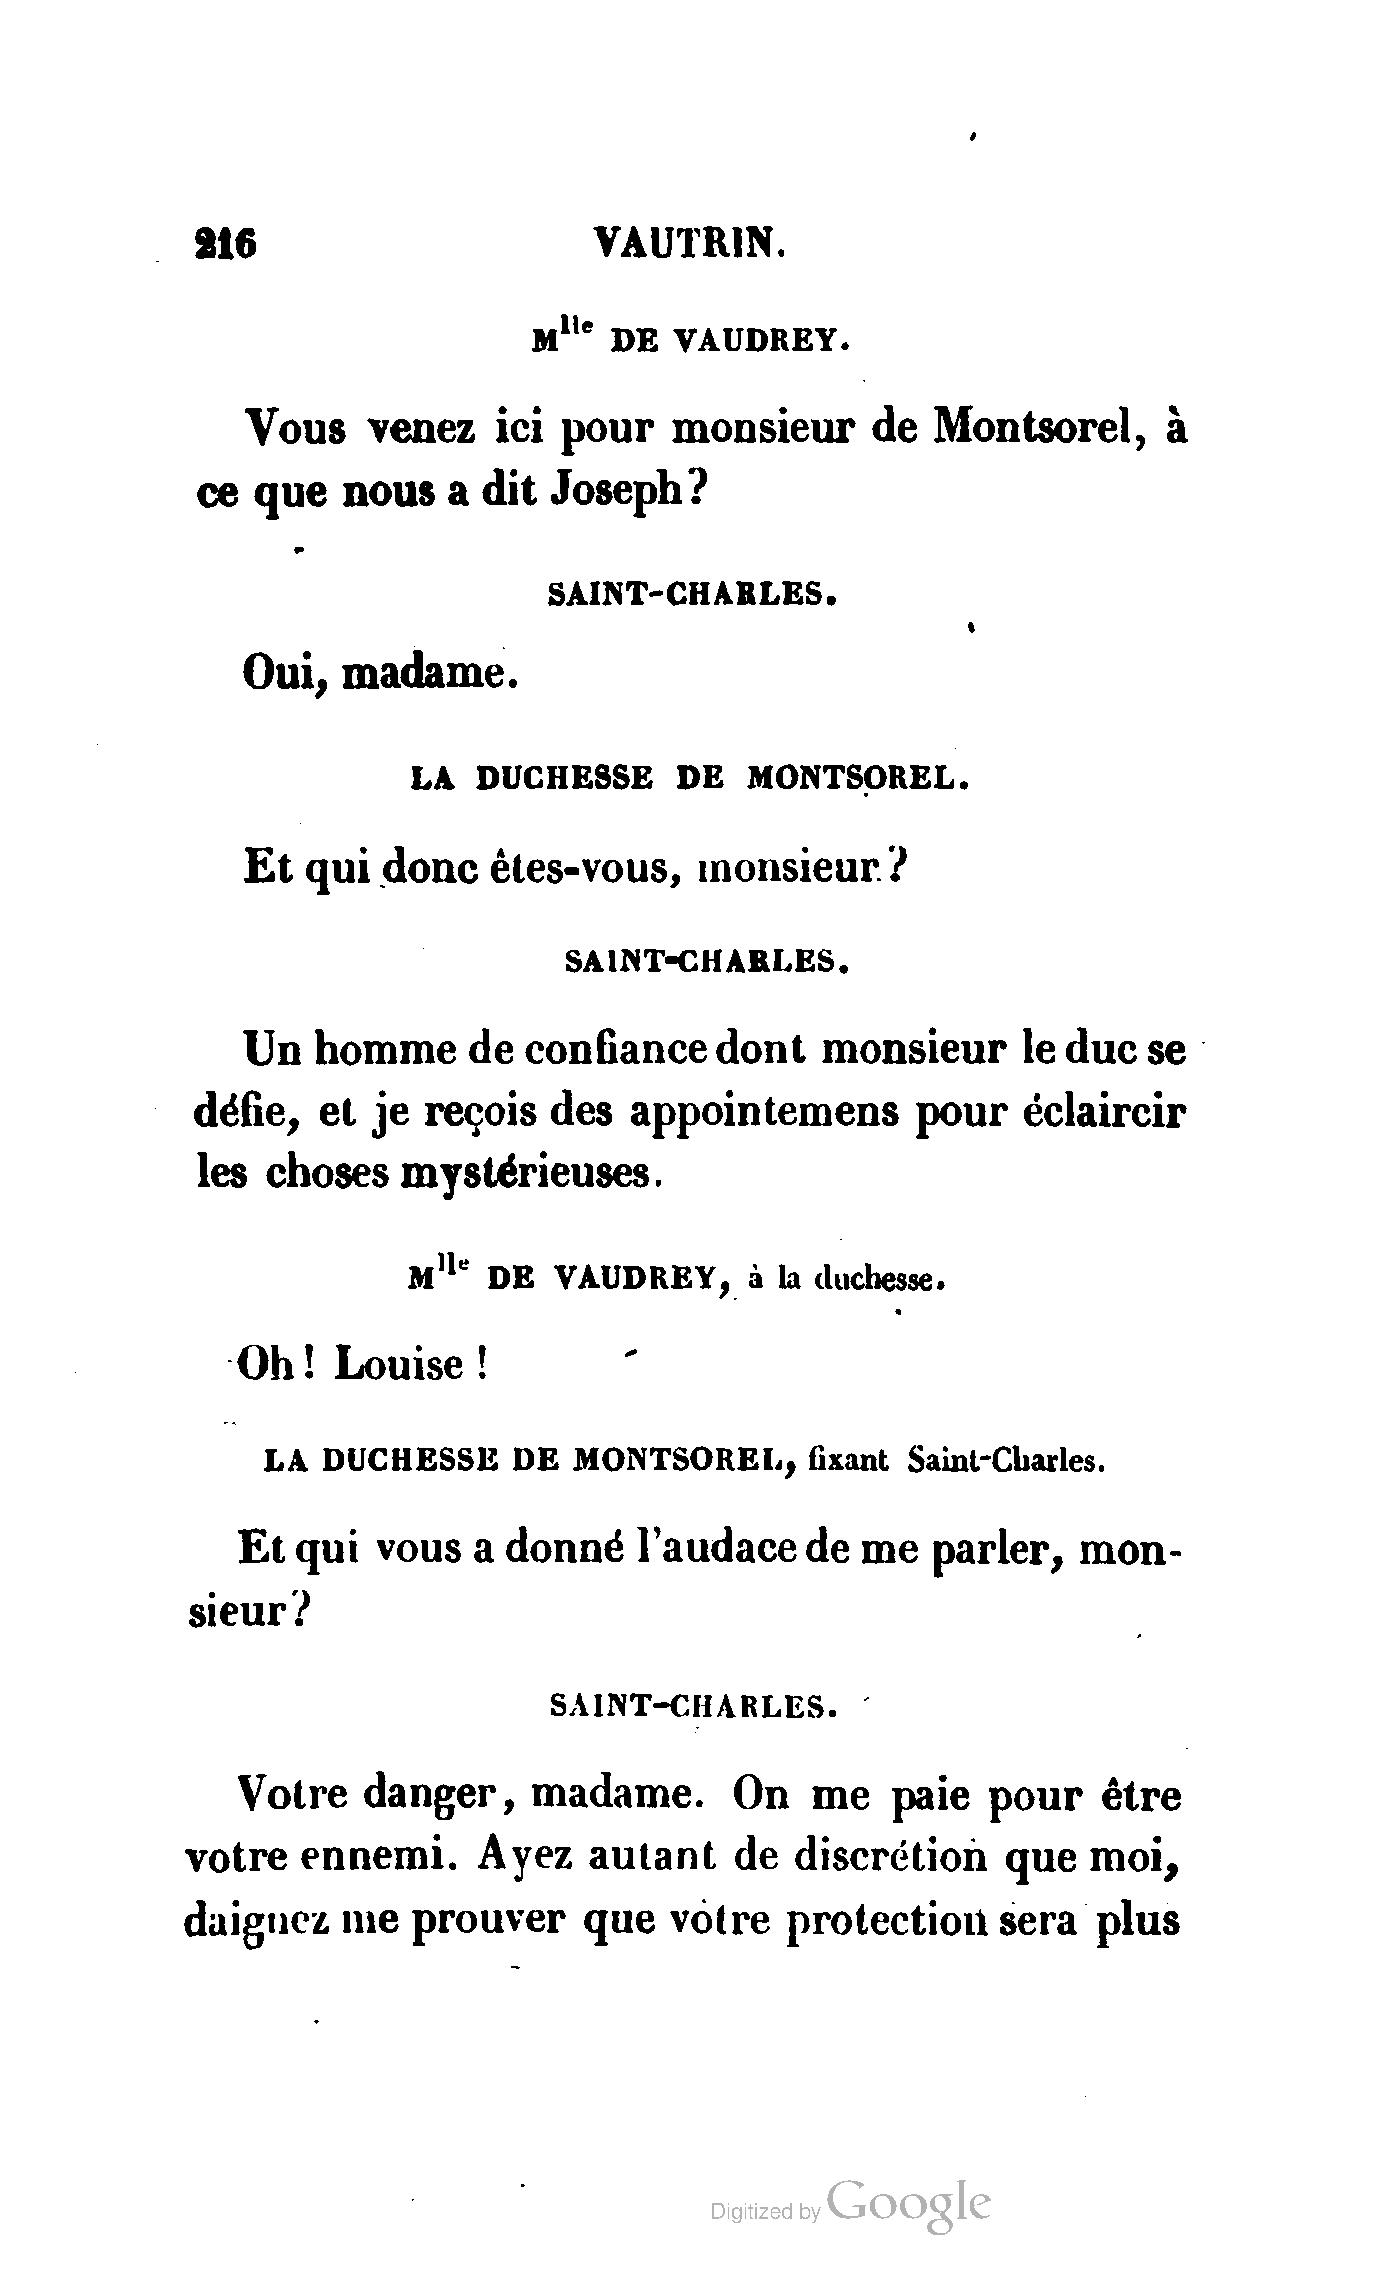 216 VAUTRIN.
Mlle DE VAUDREY.
Vous venez ici pour monsieur de Montsorel, à
ce que nous a dit Joseph?
SAINT-CHARLES.
Oui, madame.
LA DUCHESSE DE MONTSOREL.
Et qui donc êtes-vous, monsieur?
SAINT-CHARLES.
Un homme de confiance dont monsieur le duc se
défie, et je reçois des appointemens pour éclaircir
les choses mystérieuses.
Mlle DE VAUDREY, à la duchesse.
Oh! Louise !
LA DUCHESSE DE MONTSOREL, fixant Saint-Charles.
Et qui vous a donné l'audace de me parler, mon-
sieur?
SAINT-CHARLES.
Votre danger, madame. On me paie pour être
votre ennemi. Ayez autant de discrétion que moi,
daignez me prouver que votre protection sera plus
Digitized by Google